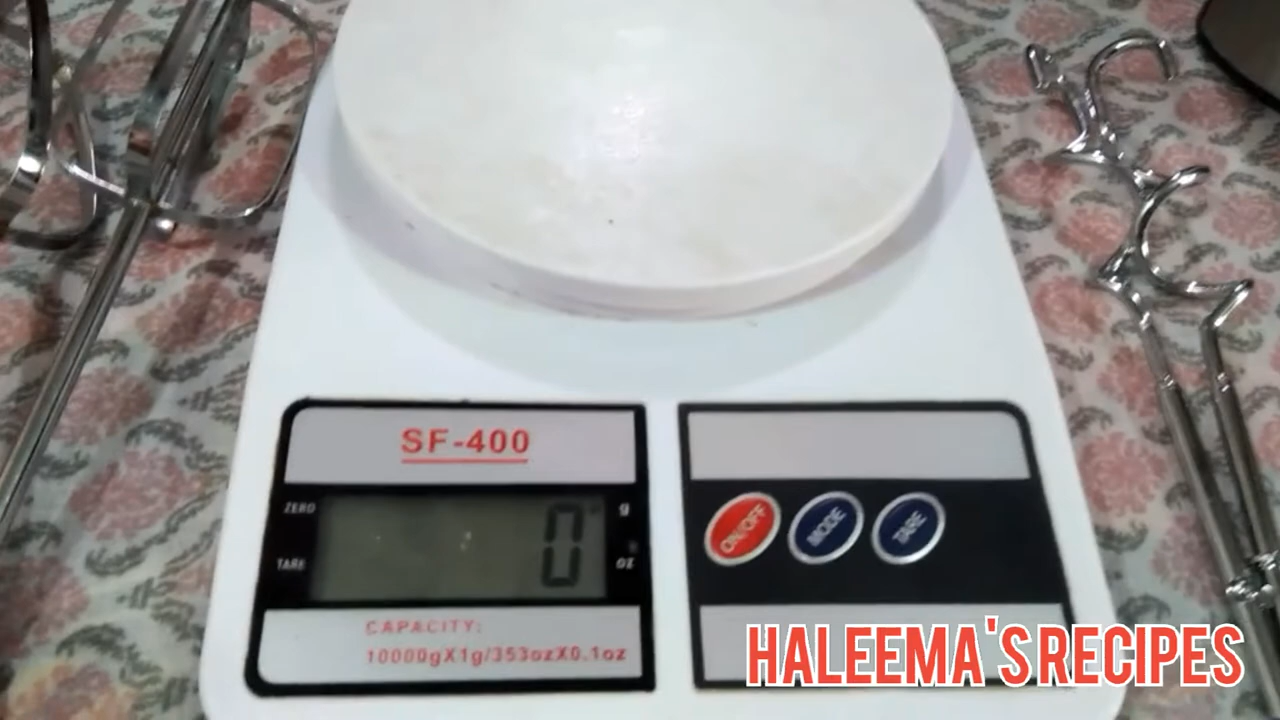 SF-400
ZERO
g
0
TARE
oz
CAPACITY:
10000gX1g/353ozX0.1oz
ON/OFF
MODE
TARE
HALEEMA'S RECIPES